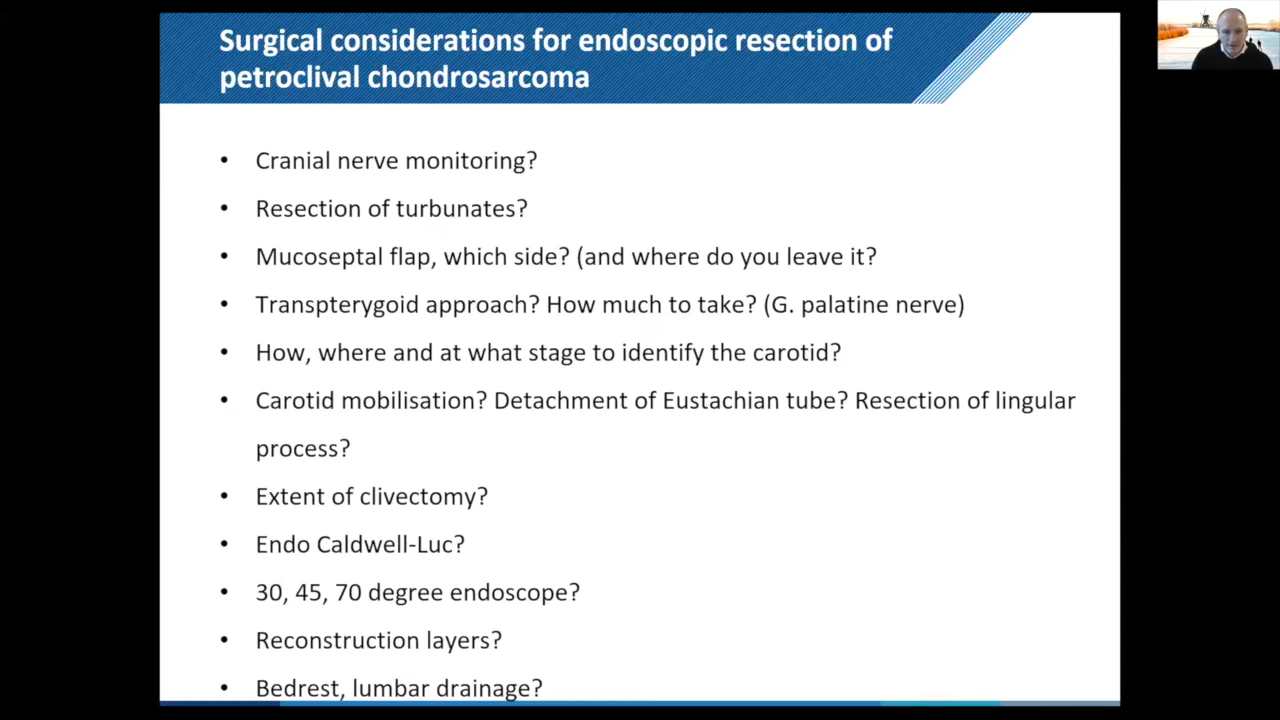 Surgical considerations for endoscopic resection of
petroclival chondrosarcoma
• Cranial nerve monitoring?
• Resection of turbunates?
• Mucoseptal flap, which side? (and where do you leave it?
• Transpterygoid approach? How much to take? (G. palatine nerve)
• How, where and at what stage to identify the carotid?
• Carotid mobilisation? Detachment of Eustachian tube? Resection of lingular
process?
• Extent of clivectomy?
• Endo Caldwell-Luc?
• 30, 45, 70 degree endoscope?
• Reconstruction layers?
• Bedrest, lumbar drainage?